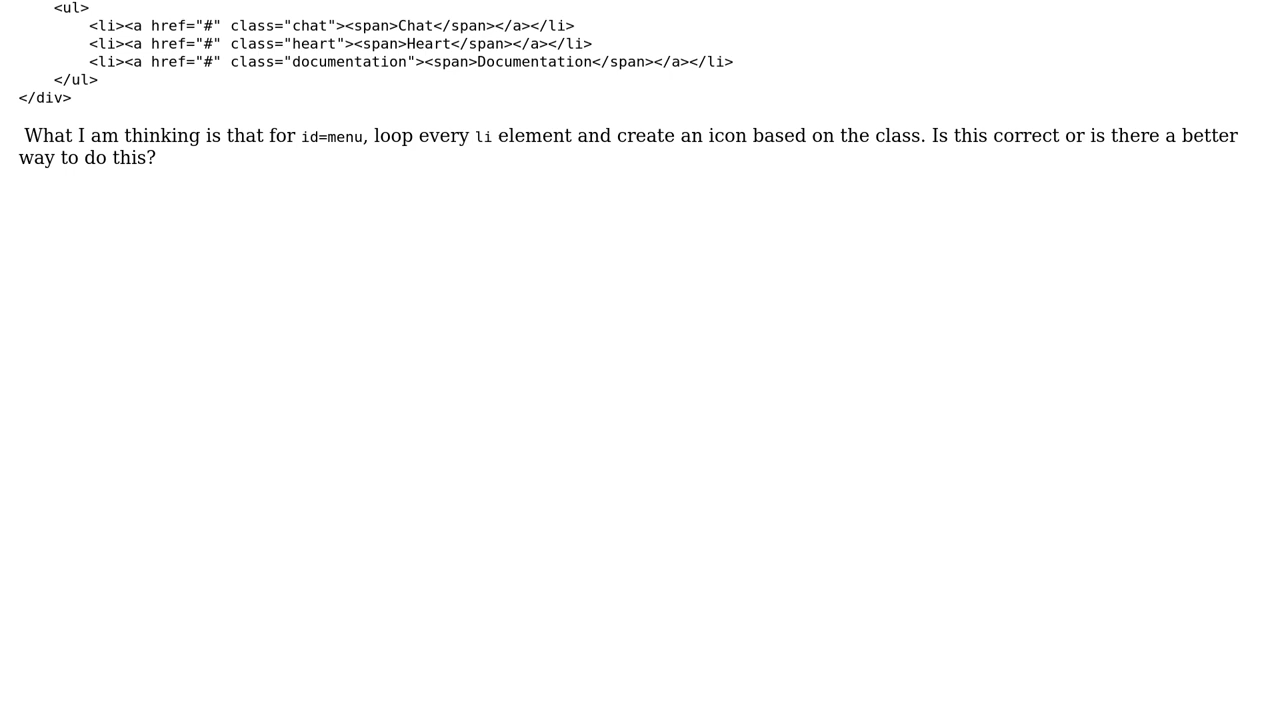 <ul>
        <li><a href="#" class="chat"><span>Chat</span></a></li>
        <li><a href="#" class="heart"><span>Heart</span></a></li>
        <li><a href="#" class="documentation"><span>Documentation</span></a></li>
    </ul>
</div>
What I am thinking is that for id=menu, loop every li element and create an icon based on the class. Is this correct or is there a better
way to do this?